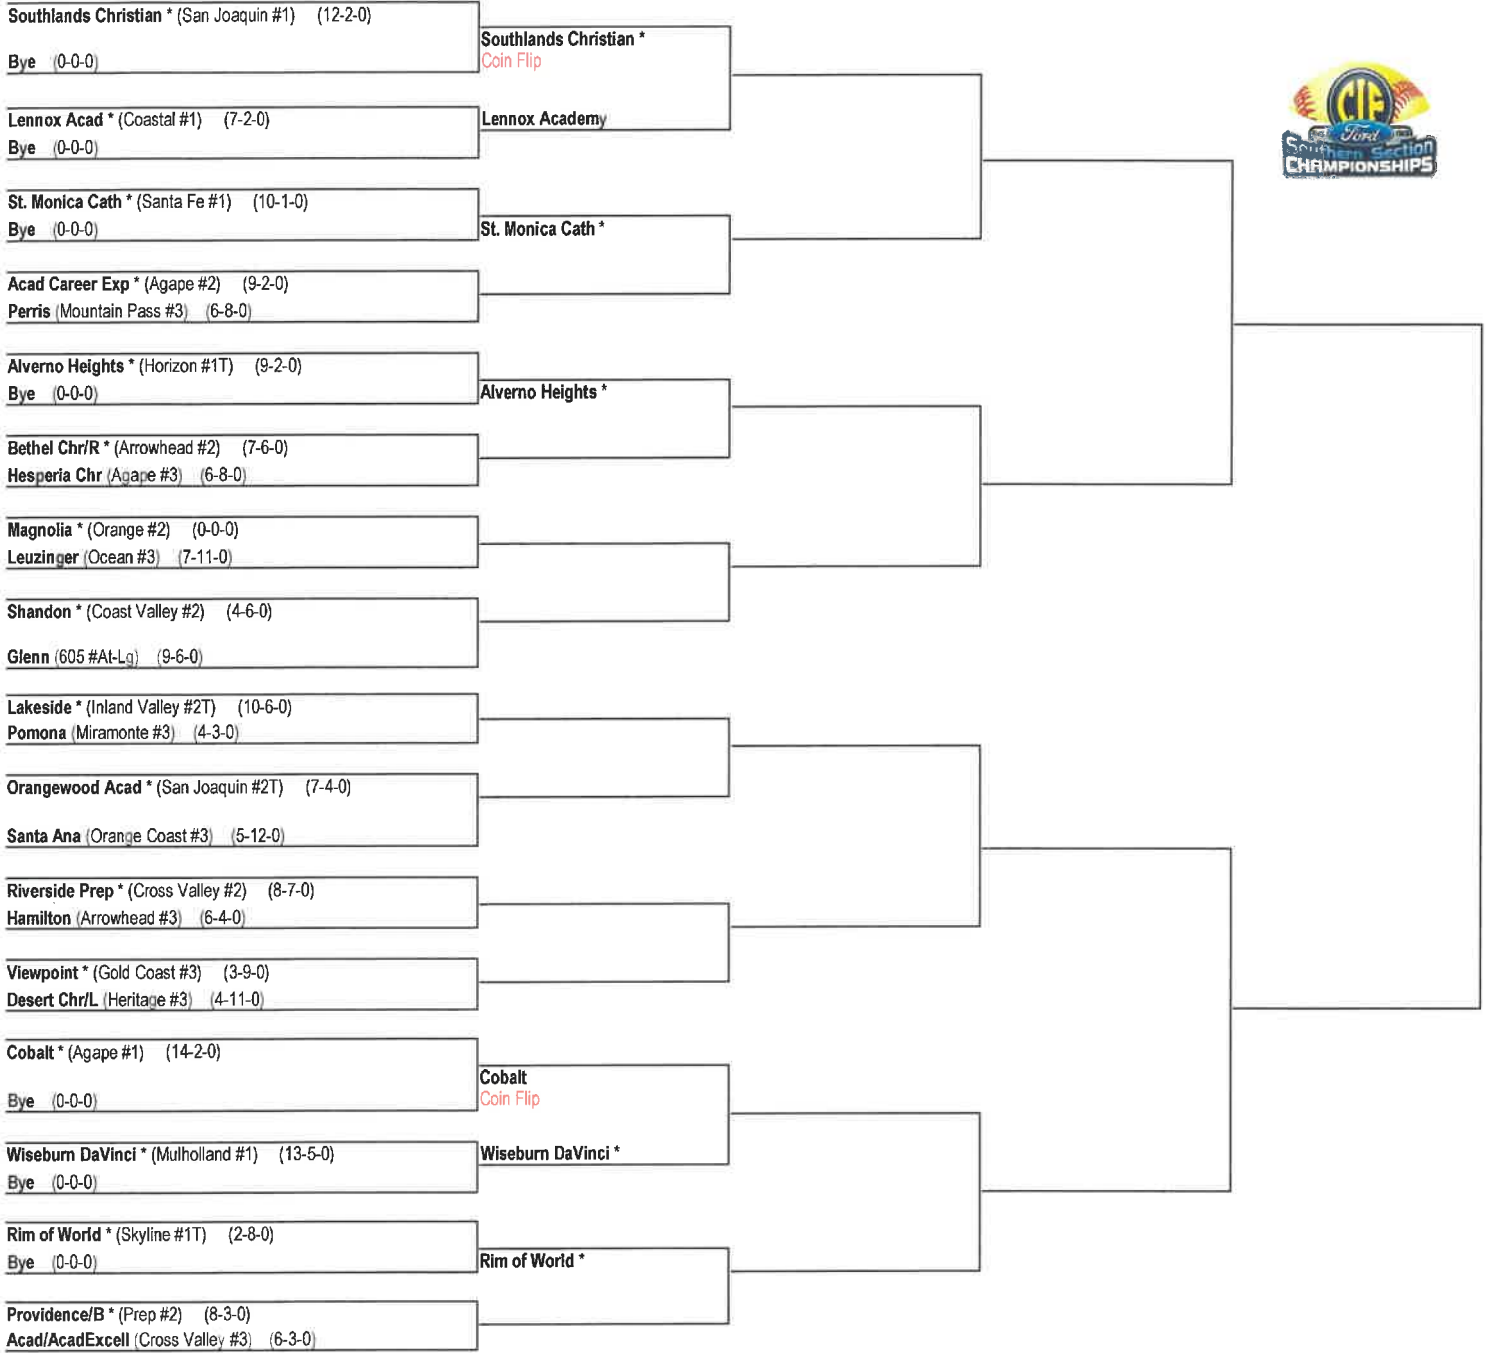 Southlands Christian * (San Joaquin #1) (12-2-0)
Bye (0-0-0)
Southlands Christian *
Coin Flip
Lennox Acad * (Coastal #1) (7-2-0)
Bye (0-0-0)
Lennox Academy
St. Monica Cath * (Santa Fe #1) (10-1-0)
Bye (0-0-0)
St. Monica Cath *
Acad Career Exp * (Agape #2) (9-2-0)
Perris (Mountain Pass #3) (6-8-0)
Alverno Heights * (Horizon #1T) (9-2-0)
Bye (0-0-0)
Alverno Heights *
Bethel Chr/R * (Arrowhead #2) (7-6-0)
Hesperia Chr (Agape #3) (6-8-0)
Magnolia * (Orange #2) (0-0-0)
Leuzinger (Ocean #3) (7-11-0)
Shandon * (Coast Valley #2) (4-6-0)
Glenn (605 #At-Lg) (9-6-0)
Lakeside * (Inland Valley #2T) (10-6-0)
Pomona (Miramonte #3) (4-3-0)
Orangewood Acad * (San Joaquin #2T) (7-4-0)
Santa Ana (Orange Coast #3) (5-12-0)
Riverside Prep * (Cross Valley #2) (8-7-0)
Hamilton (Arrowhead #3) (6-4-0)
Viewpoint * (Gold Coast #3) (3-9-0)
Desert Chr/L (Heritage #3) (4-11-0)
Cobalt * (Agape #1) (14-2-0)
Bye (0-0-0)
Cobalt
Coin Flip
Wiseburn DaVinci * (Mulholland #1) (13-5-0)
Bye (0-0-0)
Wiseburn DaVinci *
Rim of World * (Skyline #1T) (2-8-0)
Bye (0-0-0)
Rim of World *
Providence/B * (Prep #2) (8-3-0)
Acad/AcadExcell (Cross Valley #3) (6-3-0)
CIF
Ford
Southern Section
CHAMPIONSHIPS